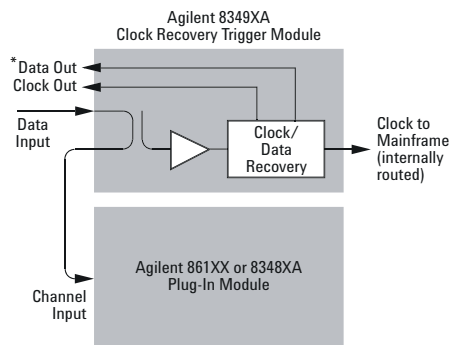 Agilent 8349XA
Clock Recovery Trigger Module
*Data Out
Clock Out
Data
Input
Clock/
Data
Recovery
Clock to
Mainframe
(internally
routed)
Agilent 861XX or 8348XA
Plug-In Module
Channel
Input